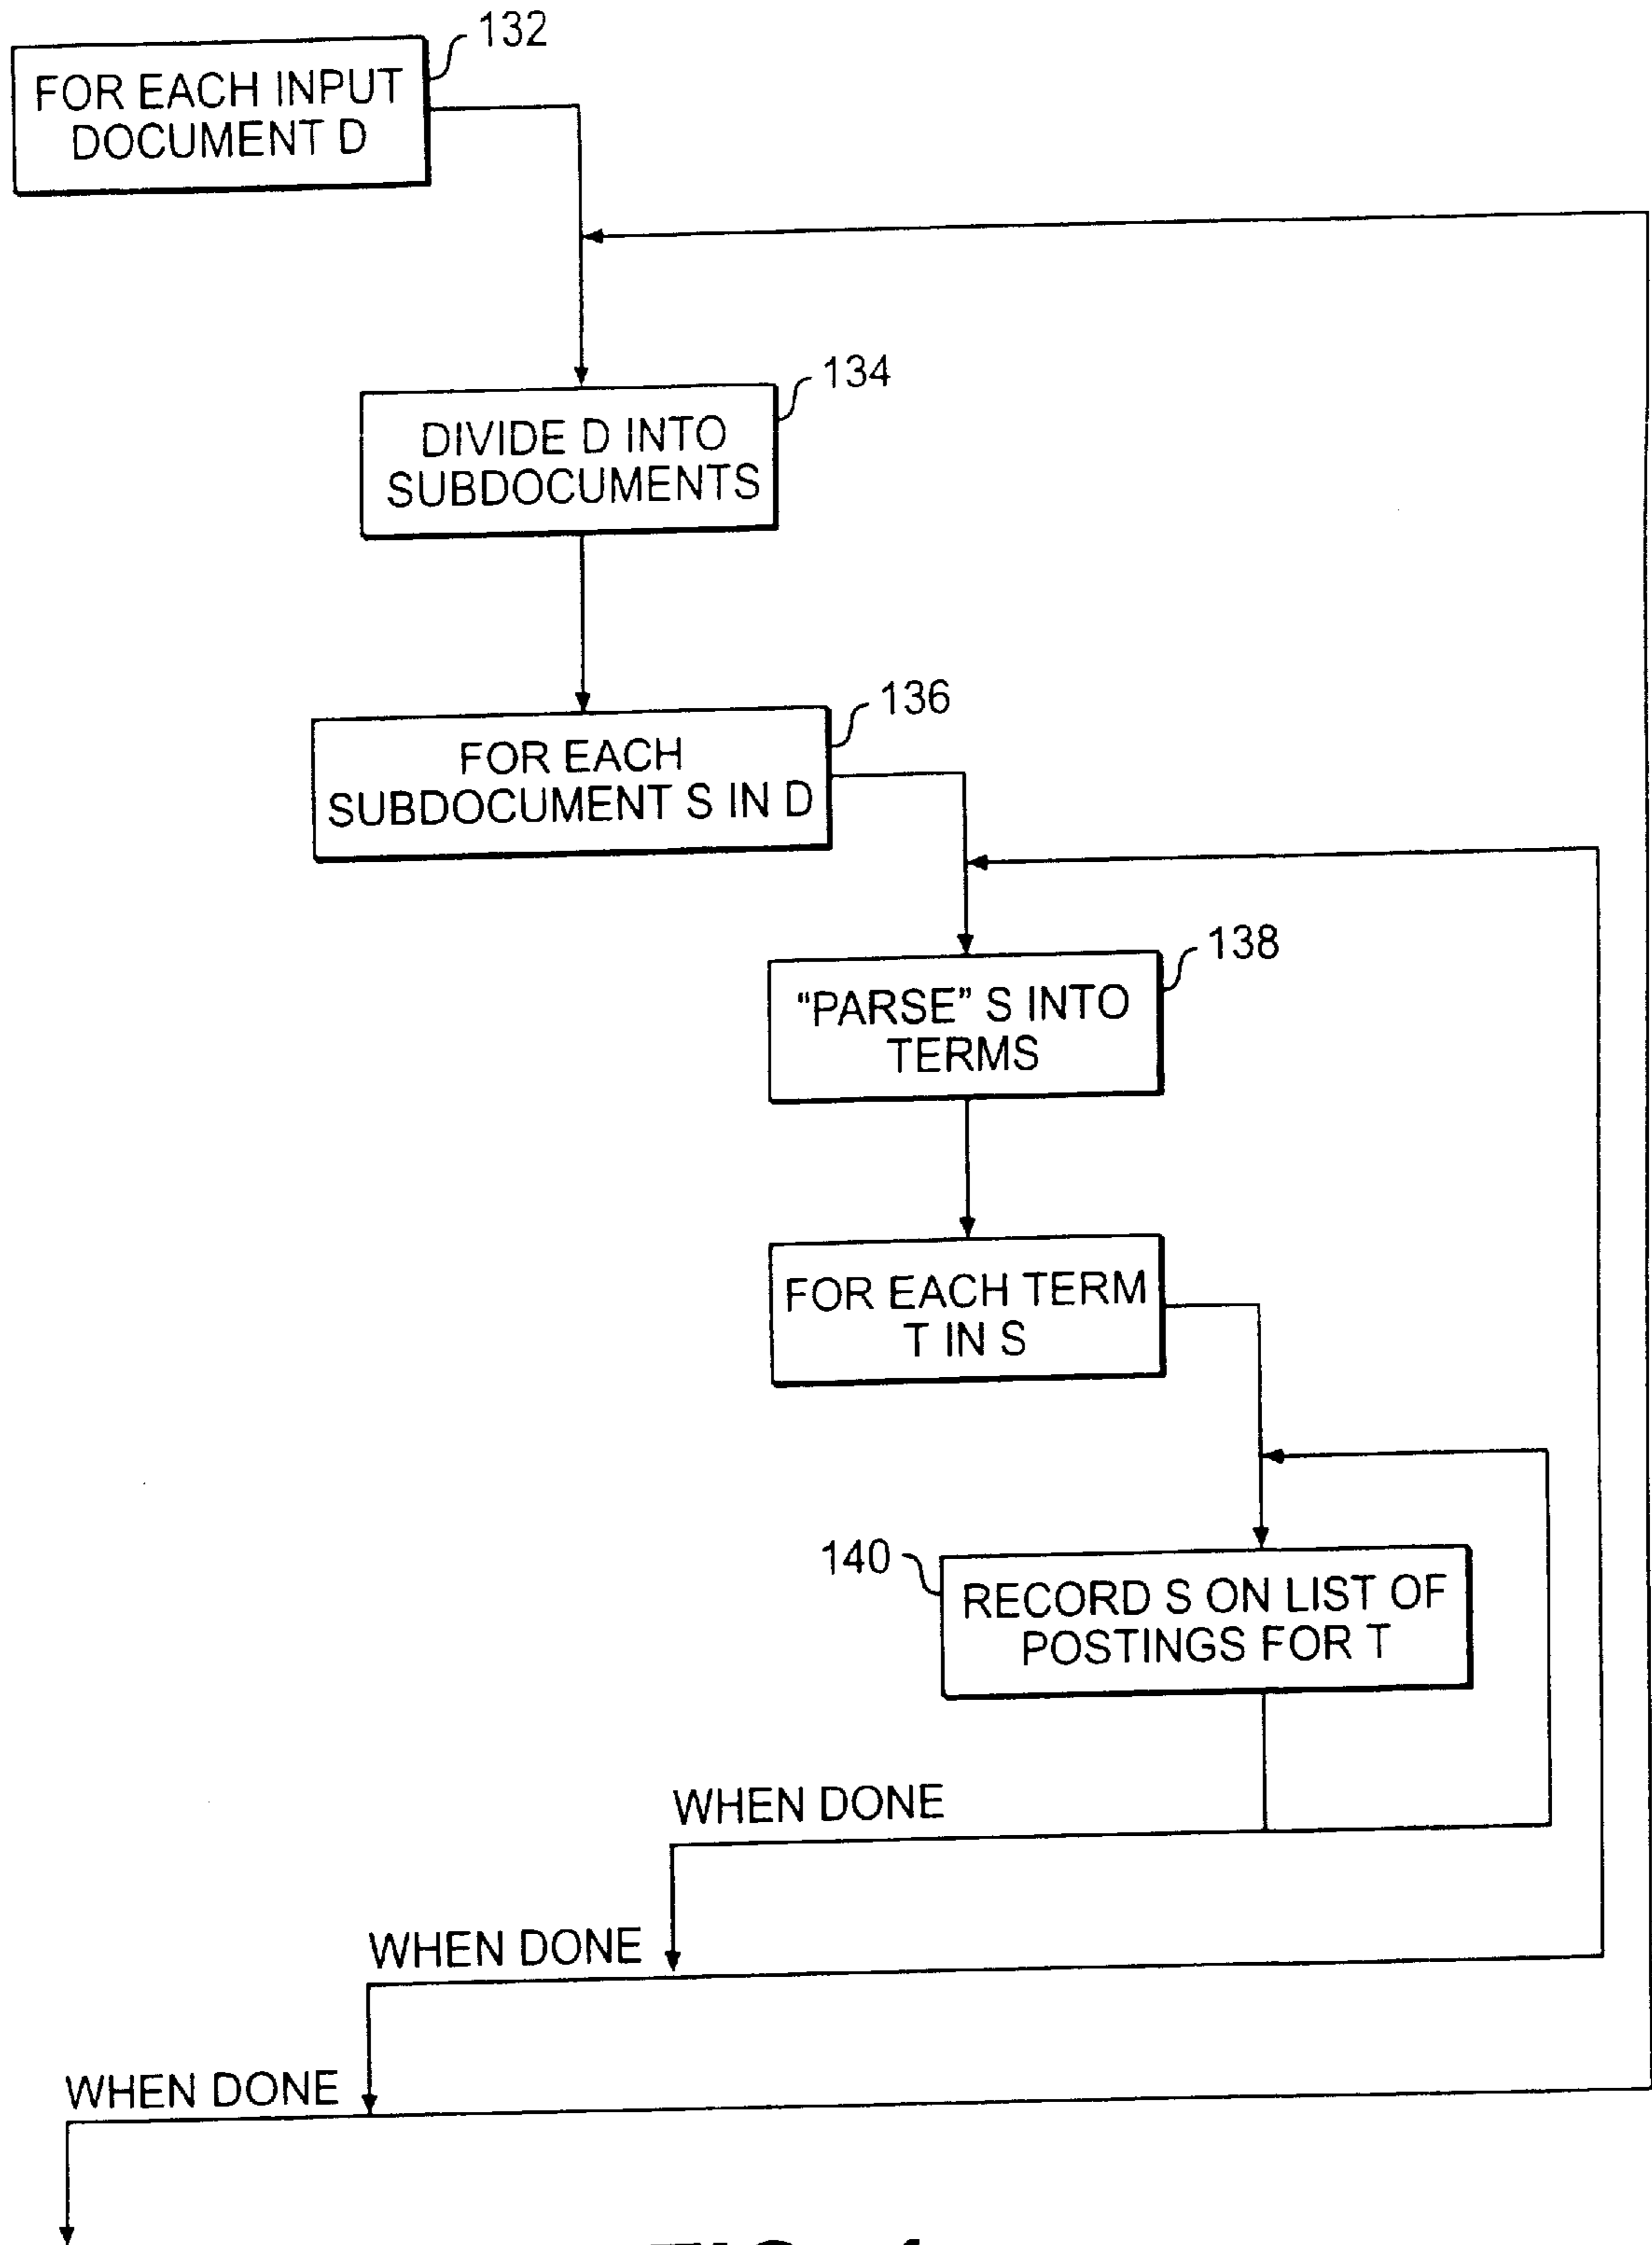 132
FOR EACH INPUT
DOCUMENT D
134
DIVIDE D INTO
SUBDOCUMENTS
136
FOR EACH
SUBDOCUMENT S IN D
138
“PARSE” S INTO
TERMS
FOR EACH TERM
T IN S
140
RECORD S ON LIST OF
POSTINGS FOR T
WHEN DONE
WHEN DONE
WHEN DONE